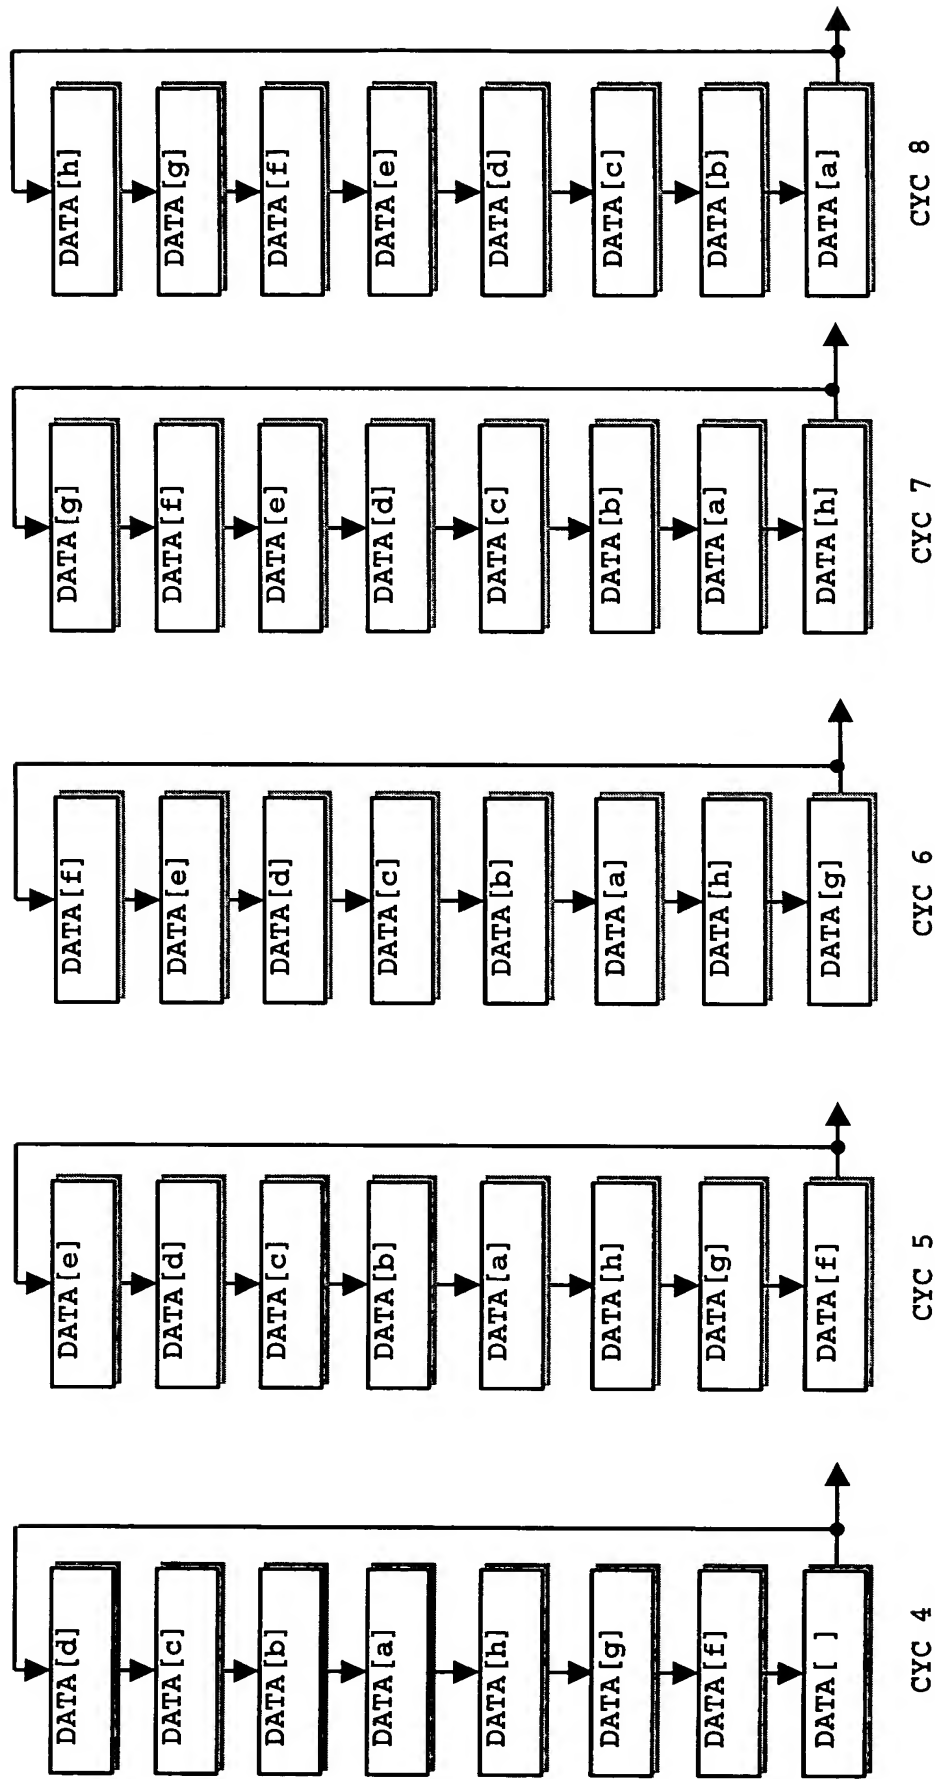 DATA[d]
DATA[c]
DATA[b]
DATA[a]
DATA[h]
DATA[g]
DATA[f]
DATA[ ]
CYC 4
DATA[e]
DATA[d]
DATA[c]
DATA[b]
DATA[a]
DATA[h]
DATA[g]
DATA[f]
CYC 5
DATA[f]
DATA[e]
DATA[d]
DATA[c]
DATA[b]
DATA[a]
DATA[h]
DATA[g]
CYC 6
DATA[g]
DATA[f]
DATA[e]
DATA[d]
DATA[c]
DATA[b]
DATA[a]
DATA[h]
CYC 7
DATA[h]
DATA[g]
DATA[f]
DATA[e]
DATA[d]
DATA[c]
DATA[b]
DATA[a]
CYC 8